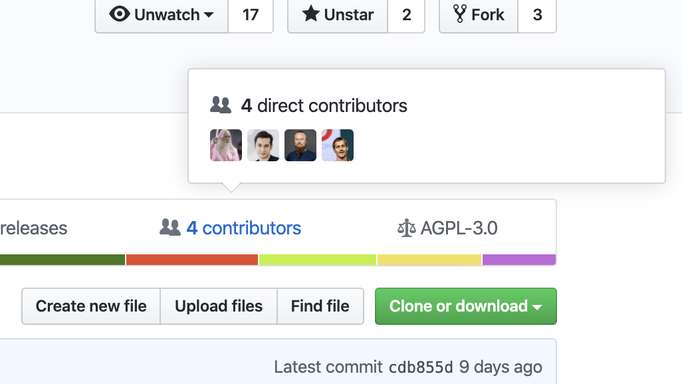 Unwatch 17 Unstar 2 Fork 3
4 direct contributors
releases 4 contributors AGPL-3.0
Create new file Upload files Find file Clone or download
Latest commit cdb855d 9 days ago